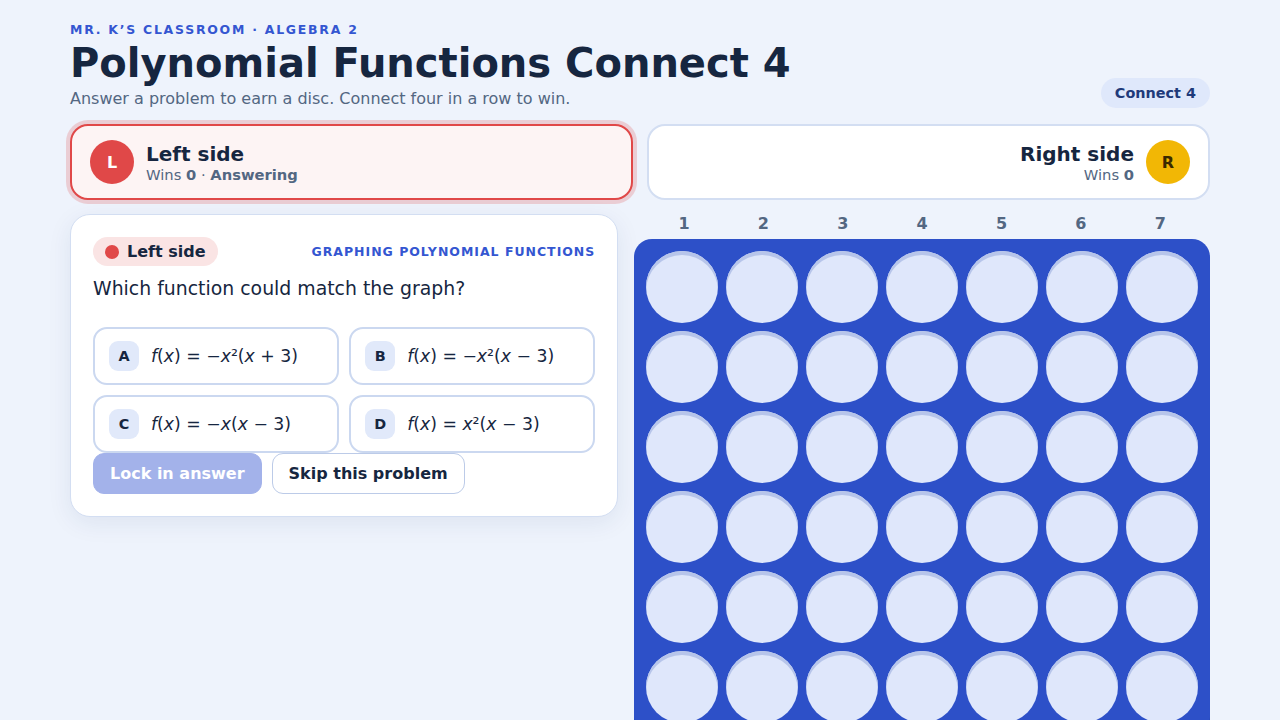 MR. K’S CLASSROOM · ALGEBRA 2
Polynomial Functions Connect 4
Answer a problem to earn a disc. Connect four in a row to win.
Connect 4
L
Left side
Wins 0 · Answering
Right side
Wins 0
R
Left side
GRAPHING POLYNOMIAL FUNCTIONS
Which function could match the graph?
A f(x) = −x²(x + 3)
B f(x) = −x²(x − 3)
C f(x) = −x(x − 3)
D f(x) = x²(x − 3)
Lock in answer
Skip this problem
1 2 3 4 5 6 7